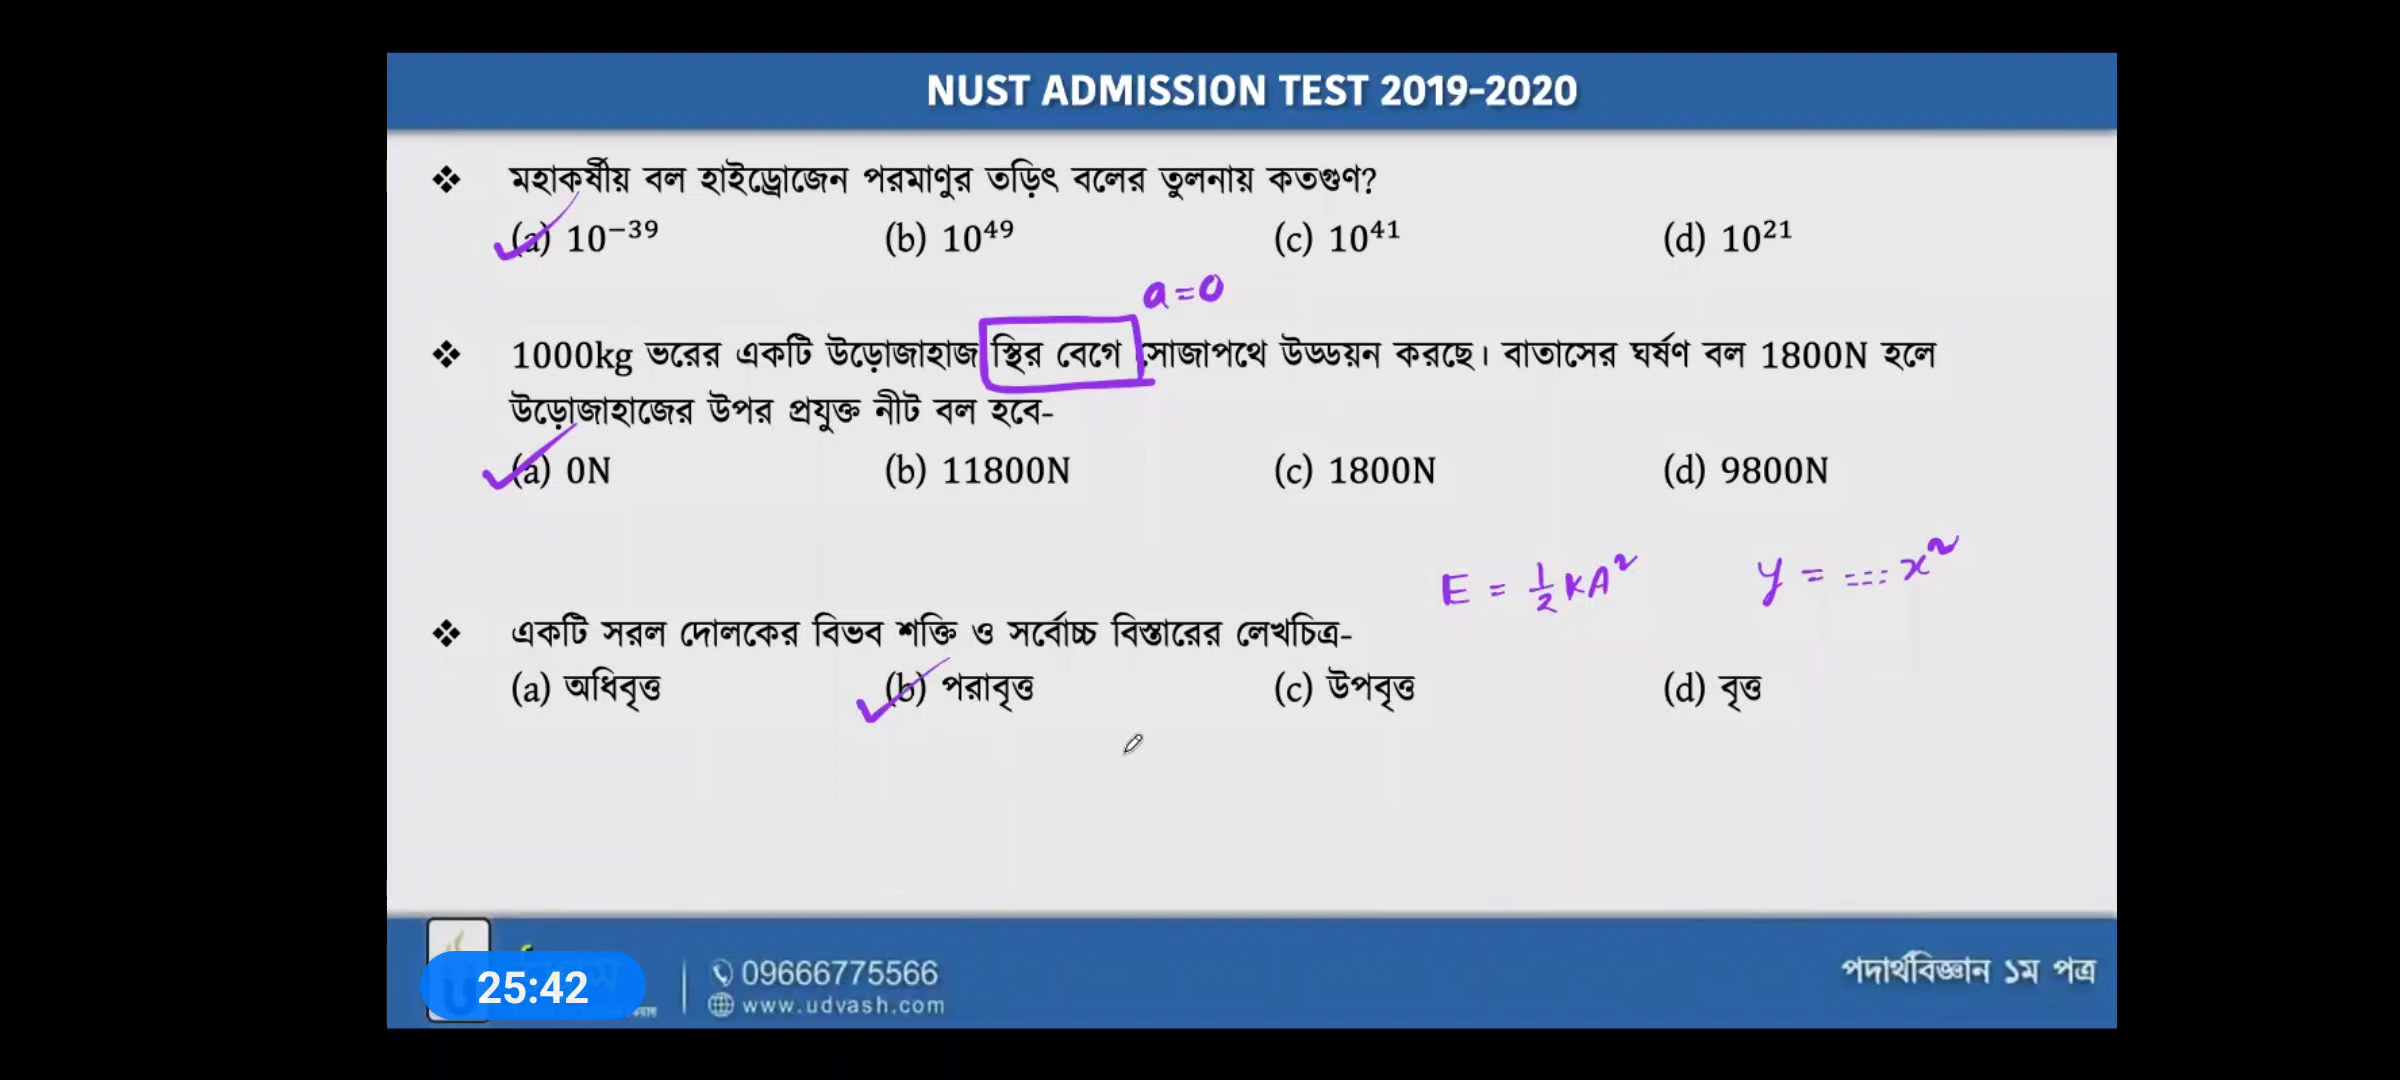 NUST ADMISSION TEST 2019-2020
❖ মহাকর্ষীয় বল হাইড্রোজেন পরমাণুর তড়িৎ বলের তুলনায় কতগুণ?
(a) 10⁻³⁹ (b) 10⁴⁹ (c) 10⁴¹ (d) 10²¹
a=0
❖ 1000kg ভরের একটি উড়োজাহাজ স্থির বেগে সোজাপথে উড্ডয়ন করছে। বাতাসের ঘর্ষণ বল 1800N হলে
উড়োজাহাজের উপর প্রযুক্ত নীট বল হবে-
(a) 0N (b) 11800N (c) 1800N (d) 9800N
E = ½ KA² y = ---- x²
❖ একটি সরল দোলকের বিভব শক্তি ও সর্বোচ্চ বিস্তারের লেখচিত্র-
(a) অধিবৃত্ত (b) পরাবৃত্ত (c) উপবৃত্ত (d) বৃত্ত
25:42
09666775566
www.udvash.com
পদার্থবিজ্ঞান ১ম পত্র